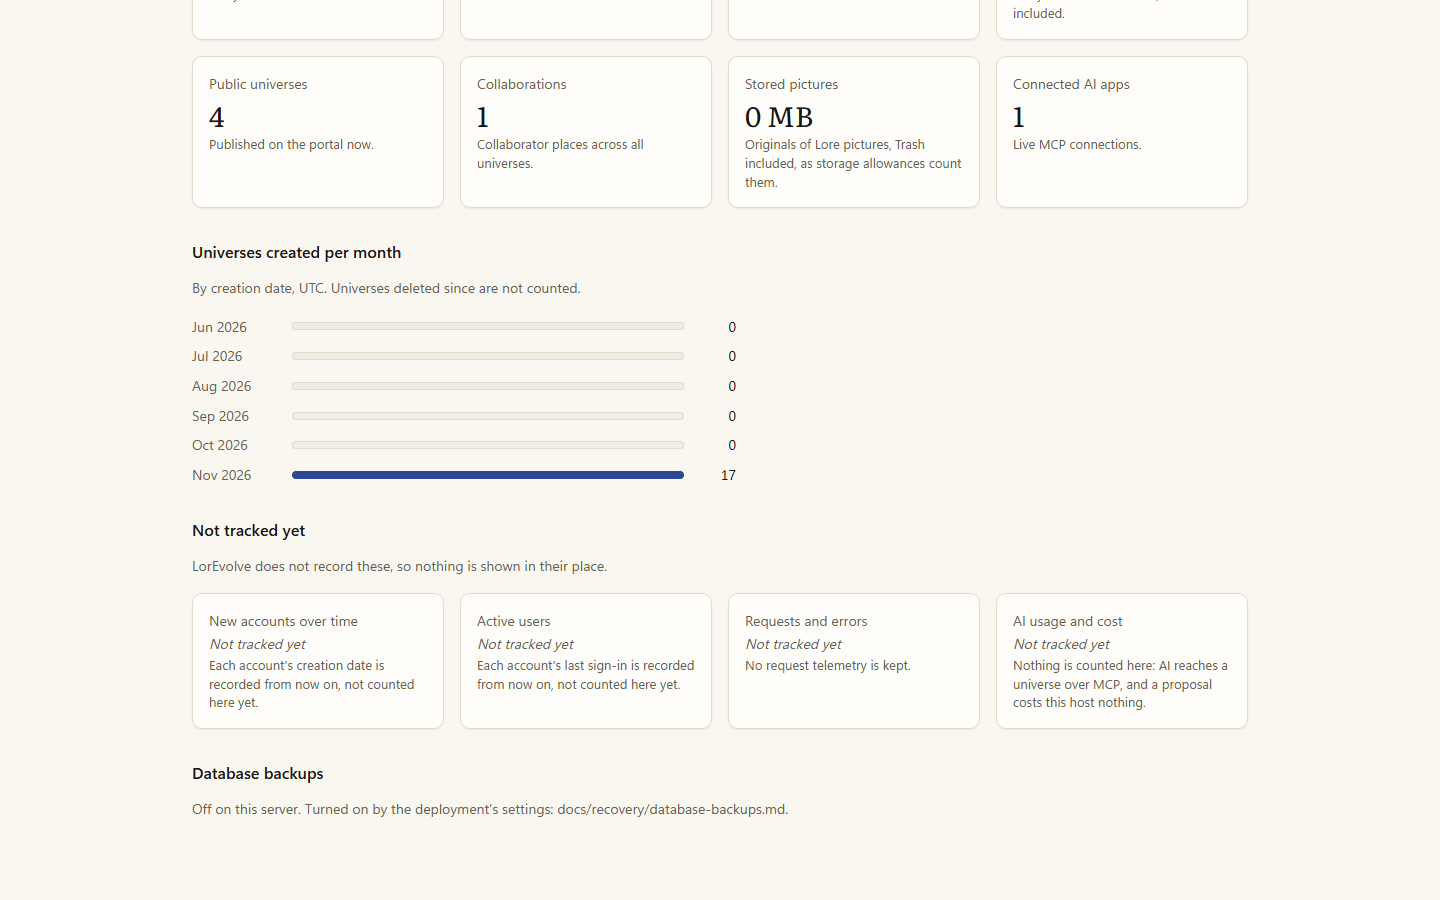 included.
Public universes
4
Published on the portal now.
Collaborations
1
Collaborator places across all
universes.
Stored pictures
0 MB
Originals of Lore pictures, Trash
included, as storage allowances count
them.
Connected AI apps
1
Live MCP connections.
Universes created per month
By creation date, UTC. Universes deleted since are not counted.
Jun 2026 0
Jul 2026 0
Aug 2026 0
Sep 2026 0
Oct 2026 0
Nov 2026 17
Not tracked yet
LorEvolve does not record these, so nothing is shown in their place.
New accounts over time
Not tracked yet
Each account's creation date is
recorded from now on, not counted
here yet.
Active users
Not tracked yet
Each account's last sign-in is recorded
from now on, not counted here yet.
Requests and errors
Not tracked yet
No request telemetry is kept.
AI usage and cost
Not tracked yet
Nothing is counted here: AI reaches a
universe over MCP, and a proposal
costs this host nothing.
Database backups
Off on this server. Turned on by the deployment's settings: docs/recovery/database-backups.md.